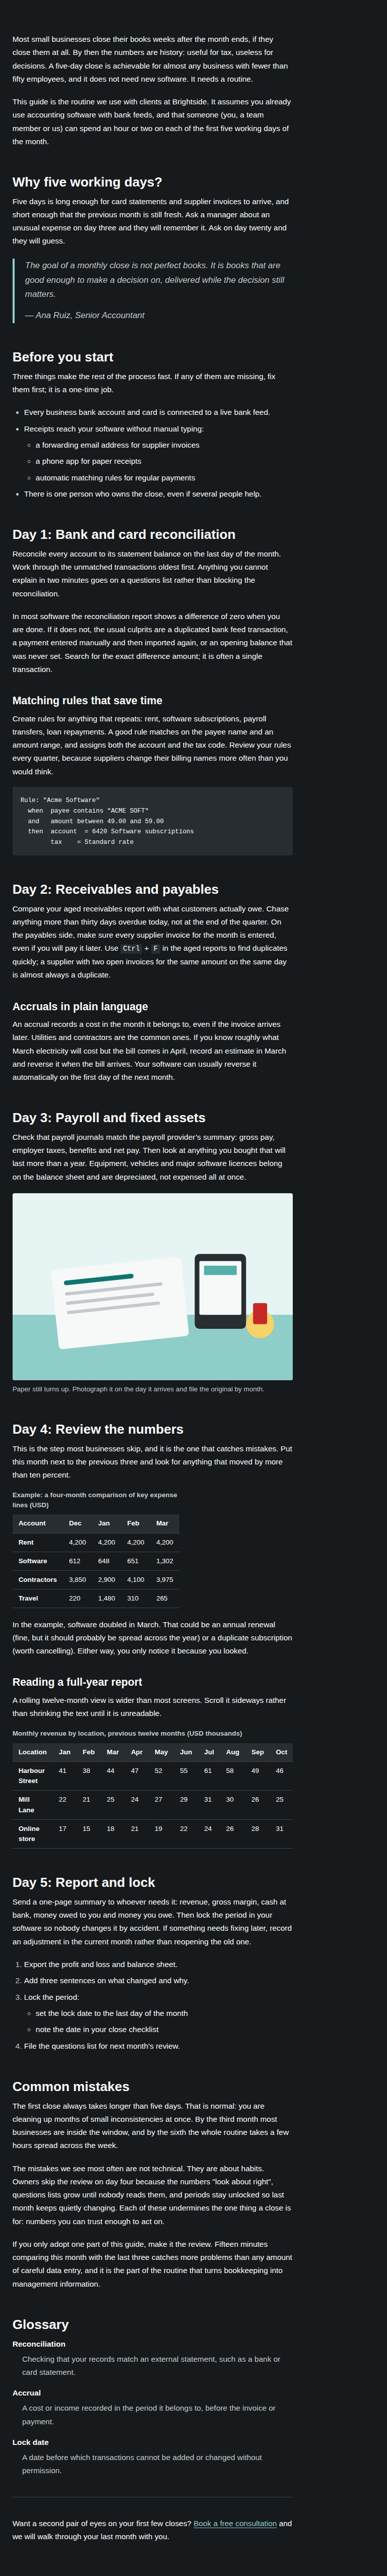 Most small businesses close their books weeks after the month ends, if they
close them at all. By then the numbers are history: useful for tax, useless for
decisions. A five-day close is achievable for almost any business with fewer than
fifty employees, and it does not need new software. It needs a routine.
This guide is the routine we use with clients at Brightside. It assumes you already
use accounting software with bank feeds, and that someone (you, a team
member or us) can spend an hour or two on each of the first five working days of
the month.
Why five working days?
Five days is long enough for card statements and supplier invoices to arrive, and
short enough that the previous month is still fresh. Ask a manager about an
unusual expense on day three and they will remember it. Ask on day twenty and
they will guess.
The goal of a monthly close is not perfect books. It is books that are
good enough to make a decision on, delivered while the decision still
matters.
— Ana Ruiz, Senior Accountant
Before you start
Three things make the rest of the process fast. If any of them are missing, fix
them first; it is a one-time job.
• Every business bank account and card is connected to a live bank feed.
• Receipts reach your software without manual typing:
◦ a forwarding email address for supplier invoices
◦ a phone app for paper receipts
◦ automatic matching rules for regular payments
• There is one person who owns the close, even if several people help.
Day 1: Bank and card reconciliation
Reconcile every account to its statement balance on the last day of the month.
Work through the unmatched transactions oldest first. Anything you cannot
explain in two minutes goes on a questions list rather than blocking the
reconciliation.
In most software the reconciliation report shows a difference of zero when you
are done. If it does not, the usual culprits are a duplicated bank feed transaction,
a payment entered manually and then imported again, or an opening balance that
was never set. Search for the exact difference amount; it is often a single
transaction.
Matching rules that save time
Create rules for anything that repeats: rent, software subscriptions, payroll
transfers, loan repayments. A good rule matches on the payee name and an
amount range, and assigns both the account and the tax code. Review your rules
every quarter, because suppliers change their billing names more often than you
would think.
Rule: "Acme Software"
when payee contains "ACME SOFT"
and amount between 49.00 and 59.00
then account = 6420 Software subscriptions
tax = Standard rate
Day 2: Receivables and payables
Compare your aged receivables report with what customers actually owe. Chase
anything more than thirty days overdue today, not at the end of the quarter. On
the payables side, make sure every supplier invoice for the month is entered,
even if you will pay it later. Use Ctrl + F in the aged reports to find duplicates
quickly; a supplier with two open invoices for the same amount on the same day
is almost always a duplicate.
Accruals in plain language
An accrual records a cost in the month it belongs to, even if the invoice arrives
later. Utilities and contractors are the common ones. If you know roughly what
March electricity will cost but the bill comes in April, record an estimate in March
and reverse it when the bill arrives. Your software can usually reverse it
automatically on the first day of the next month.
Day 3: Payroll and fixed assets
Check that payroll journals match the payroll provider's summary: gross pay,
employer taxes, benefits and net pay. Then look at anything you bought that will
last more than a year. Equipment, vehicles and major software licences belong
on the balance sheet and are depreciated, not expensed all at once.
Paper still turns up. Photograph it on the day it arrives and file the original by month.
Day 4: Review the numbers
This is the step most businesses skip, and it is the one that catches mistakes. Put
this month next to the previous three and look for anything that moved by more
than ten percent.
Example: a four-month comparison of key expense
lines (USD)
Account Dec Jan Feb Mar
Rent 4,200 4,200 4,200 4,200
Software 612 648 651 1,302
Contractors 3,850 2,900 4,100 3,975
Travel 220 1,480 310 265
In the example, software doubled in March. That could be an annual renewal
(fine, but it should probably be spread across the year) or a duplicate subscription
(worth cancelling). Either way, you only notice it because you looked.
Reading a full-year report
A rolling twelve-month view is wider than most screens. Scroll it sideways rather
than shrinking the text until it is unreadable.
Monthly revenue by location, previous twelve months (USD thousands)
Location Jan Feb Mar Apr May Jun Jul Aug Sep Oct
Harbour
Street 41 38 44 47 52 55 61 58 49 46
Mill
Lane 22 21 25 24 27 29 31 30 26 25
Online
store 17 15 18 21 19 22 24 26 28 31
Day 5: Report and lock
Send a one-page summary to whoever needs it: revenue, gross margin, cash at
bank, money owed to you and money you owe. Then lock the period in your
software so nobody changes it by accident. If something needs fixing later, record
an adjustment in the current month rather than reopening the old one.
1. Export the profit and loss and balance sheet.
2. Add three sentences on what changed and why.
3. Lock the period:
◦ set the lock date to the last day of the month
◦ note the date in your close checklist
4. File the questions list for next month's review.
Common mistakes
The first close always takes longer than five days. That is normal: you are
cleaning up months of small inconsistencies at once. By the third month most
businesses are inside the window, and by the sixth the whole routine takes a few
hours spread across the week.
The mistakes we see most often are not technical. They are about habits.
Owners skip the review on day four because the numbers "look about right",
questions lists grow until nobody reads them, and periods stay unlocked so last
month keeps quietly changing. Each of these undermines the one thing a close is
for: numbers you can trust enough to act on.
If you only adopt one part of this guide, make it the review. Fifteen minutes
comparing this month with the last three catches more problems than any amount
of careful data entry, and it is the part of the routine that turns bookkeeping into
management information.
Glossary
Reconciliation
Checking that your records match an external statement, such as a bank or
card statement.
Accrual
A cost or income recorded in the period it belongs to, before the invoice or
payment.
Lock date
A date before which transactions cannot be added or changed without
permission.
Want a second pair of eyes on your first few closes? Book a free consultation and
we will walk through your last month with you.